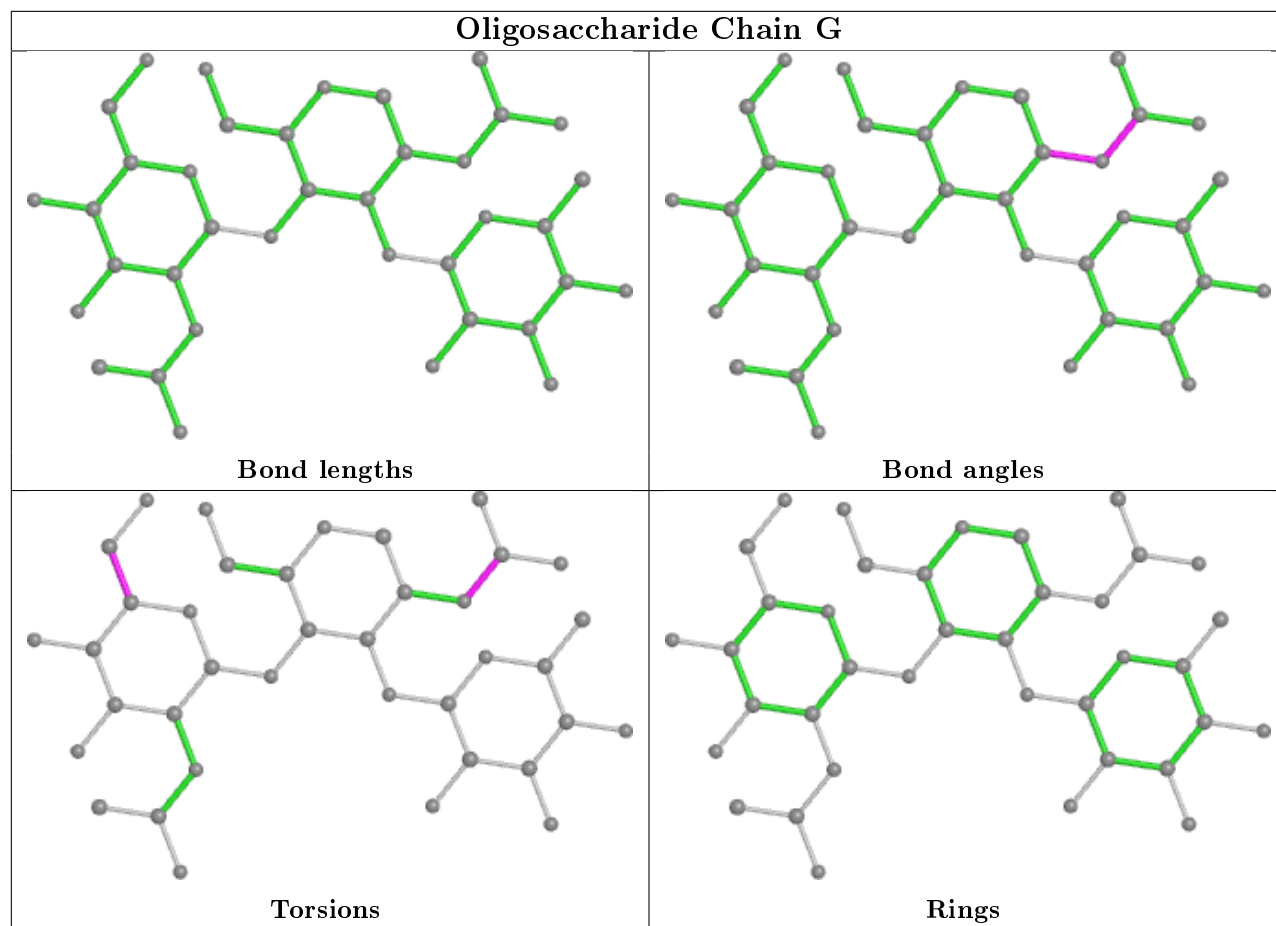 Oligosaccharide Chain G
Bond lengths
Bond angles
Torsions
Rings